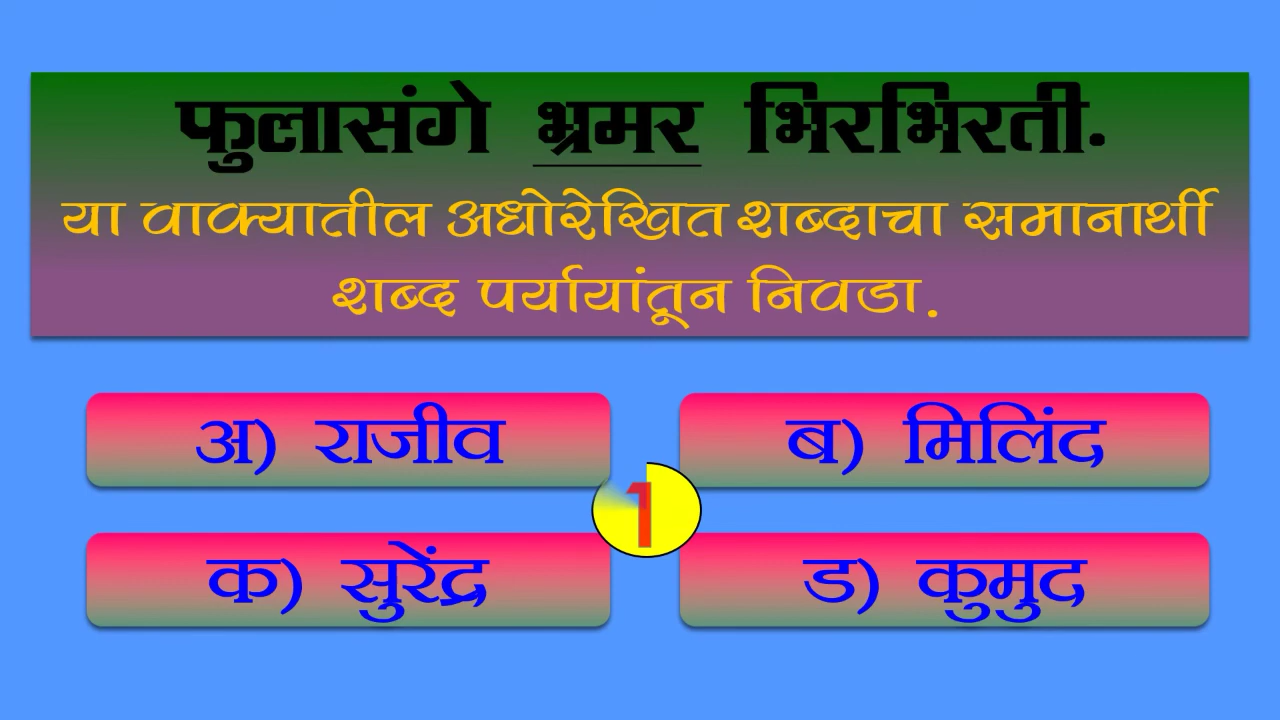 फुलासंगे भ्रमर भिरभिरती.
या वाक्यातील अधोरेखित शब्दाचा समानार्थी
शब्द पर्यायांतून निवडा.
अ) राजीव
ब) मिलिंद
1
क) सुरेंद्र
ड) कुमुद